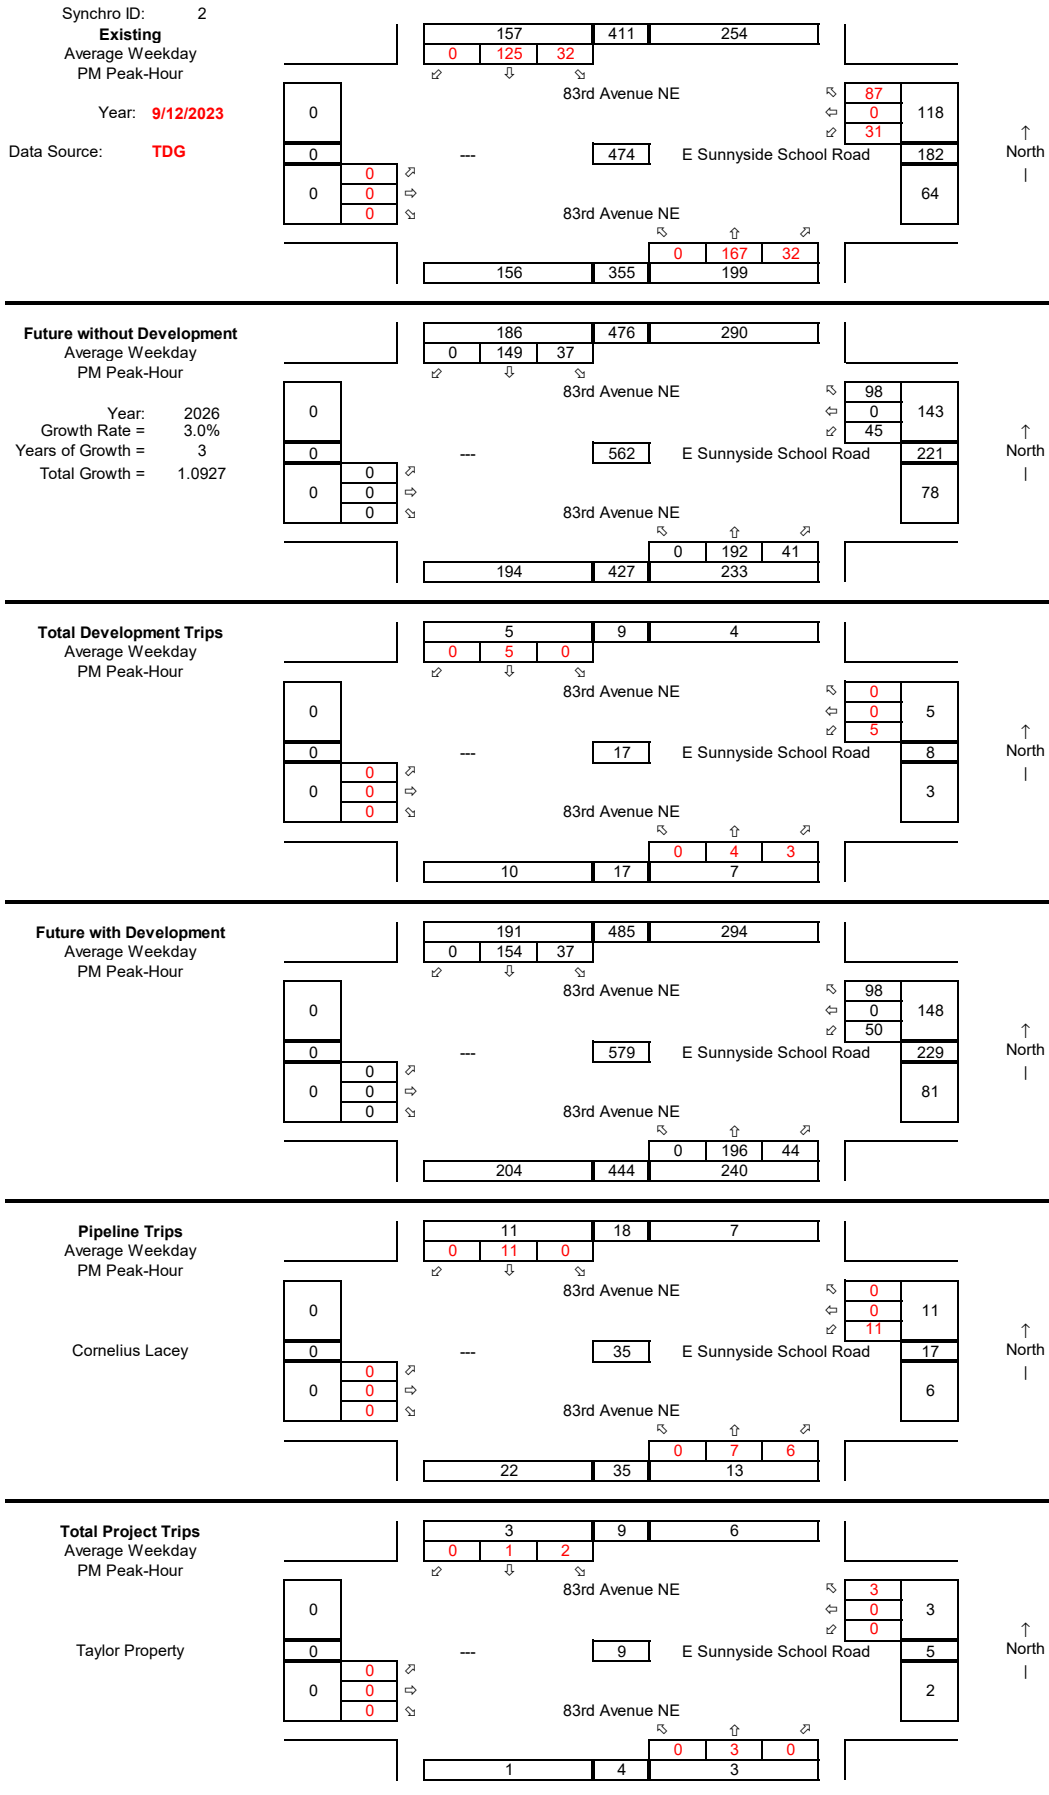 Synchro ID: 2
Existing 157 411 254
Average Weekday 0 125 32
PM Peak-Hour ⬃ ⇩ ⬂
83rd Avenue NE ⬁ 87
Year: 9/12/2023 0 ⇦ 0 118
⬃ 31 ↑
Data Source: TDG 0 --- 474 E Sunnyside School Road 182 North
0 ⬀ |
0 0 ⇨ 64
0 ⬂ 83rd Avenue NE
⬁ ⇧ ⬀
0 167 32
156 355 199
Future without Development 186 476 290
Average Weekday 0 149 37
PM Peak-Hour ⬃ ⇩ ⬂
83rd Avenue NE ⬁ 98
Year: 2026 0 ⇦ 0 143
Growth Rate = 3.0% ⬃ 45 ↑
Years of Growth = 3 0 --- 562 E Sunnyside School Road 221 North
Total Growth = 1.0927 0 ⬀ |
0 0 ⇨ 78
0 ⬂ 83rd Avenue NE
⬁ ⇧ ⬀
0 192 41
194 427 233
Total Development Trips 5 9 4
Average Weekday 0 5 0
PM Peak-Hour ⬃ ⇩ ⬂
83rd Avenue NE ⬁ 0
0 ⇦ 0 5
⬃ 5 ↑
0 --- 17 E Sunnyside School Road 8 North
0 ⬀ |
0 0 ⇨ 3
0 ⬂ 83rd Avenue NE
⬁ ⇧ ⬀
0 4 3
10 17 7
Future with Development 191 485 294
Average Weekday 0 154 37
PM Peak-Hour ⬃ ⇩ ⬂
83rd Avenue NE ⬁ 98
0 ⇦ 0 148
⬃ 50 ↑
0 --- 579 E Sunnyside School Road 229 North
0 ⬀ |
0 0 ⇨ 81
0 ⬂ 83rd Avenue NE
⬁ ⇧ ⬀
0 196 44
204 444 240
Pipeline Trips 11 18 7
Average Weekday 0 11 0
PM Peak-Hour ⬃ ⇩ ⬂
83rd Avenue NE ⬁ 0
0 ⇦ 0 11
⬃ 11 ↑
Cornelius Lacey 0 --- 35 E Sunnyside School Road 17 North
0 ⬀ |
0 0 ⇨ 6
0 ⬂ 83rd Avenue NE
⬁ ⇧ ⬀
0 7 6
22 35 13
Total Project Trips 3 9 6
Average Weekday 0 1 2
PM Peak-Hour ⬃ ⇩ ⬂
83rd Avenue NE ⬁ 3
0 ⇦ 0 3
⬃ 0 ↑
Taylor Property 0 --- 9 E Sunnyside School Road 5 North
0 ⬀ |
0 0 ⇨ 2
0 ⬂ 83rd Avenue NE
⬁ ⇧ ⬀
0 3 0
1 4 3